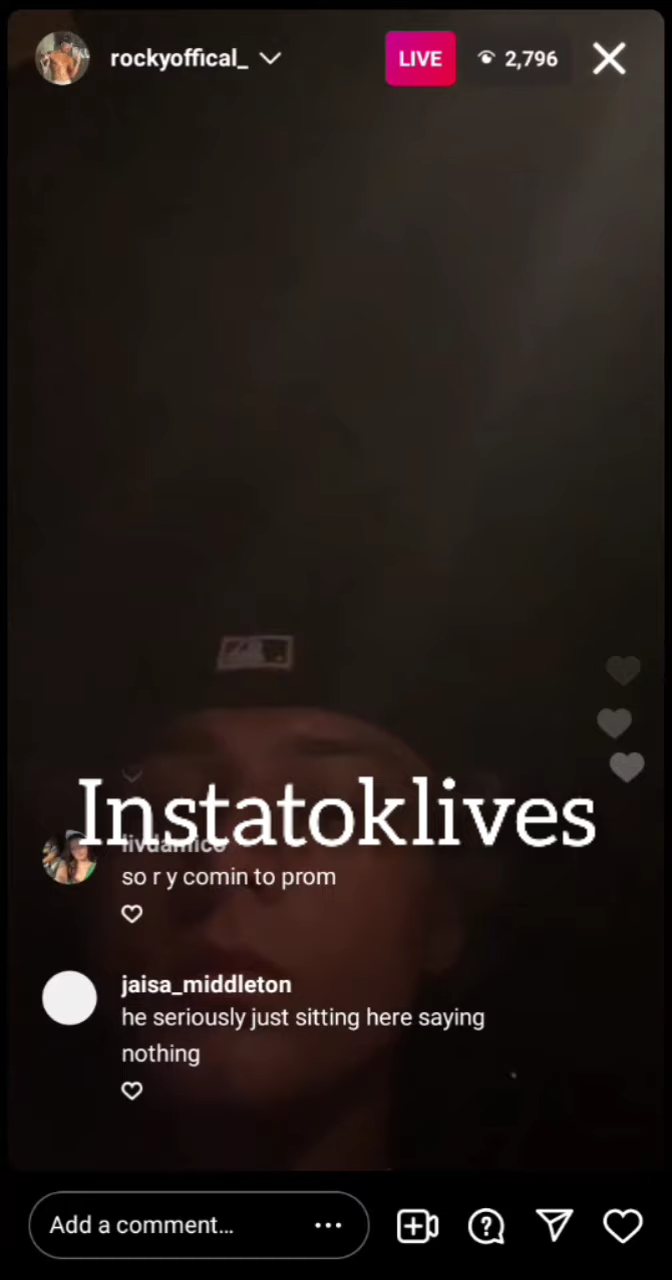 rockyoffical_
LIVE
2,796
Instatoklives
livdamico
so r y comin to prom
jaisa_middleton
he seriously just sitting here saying
nothing
Add a comment...